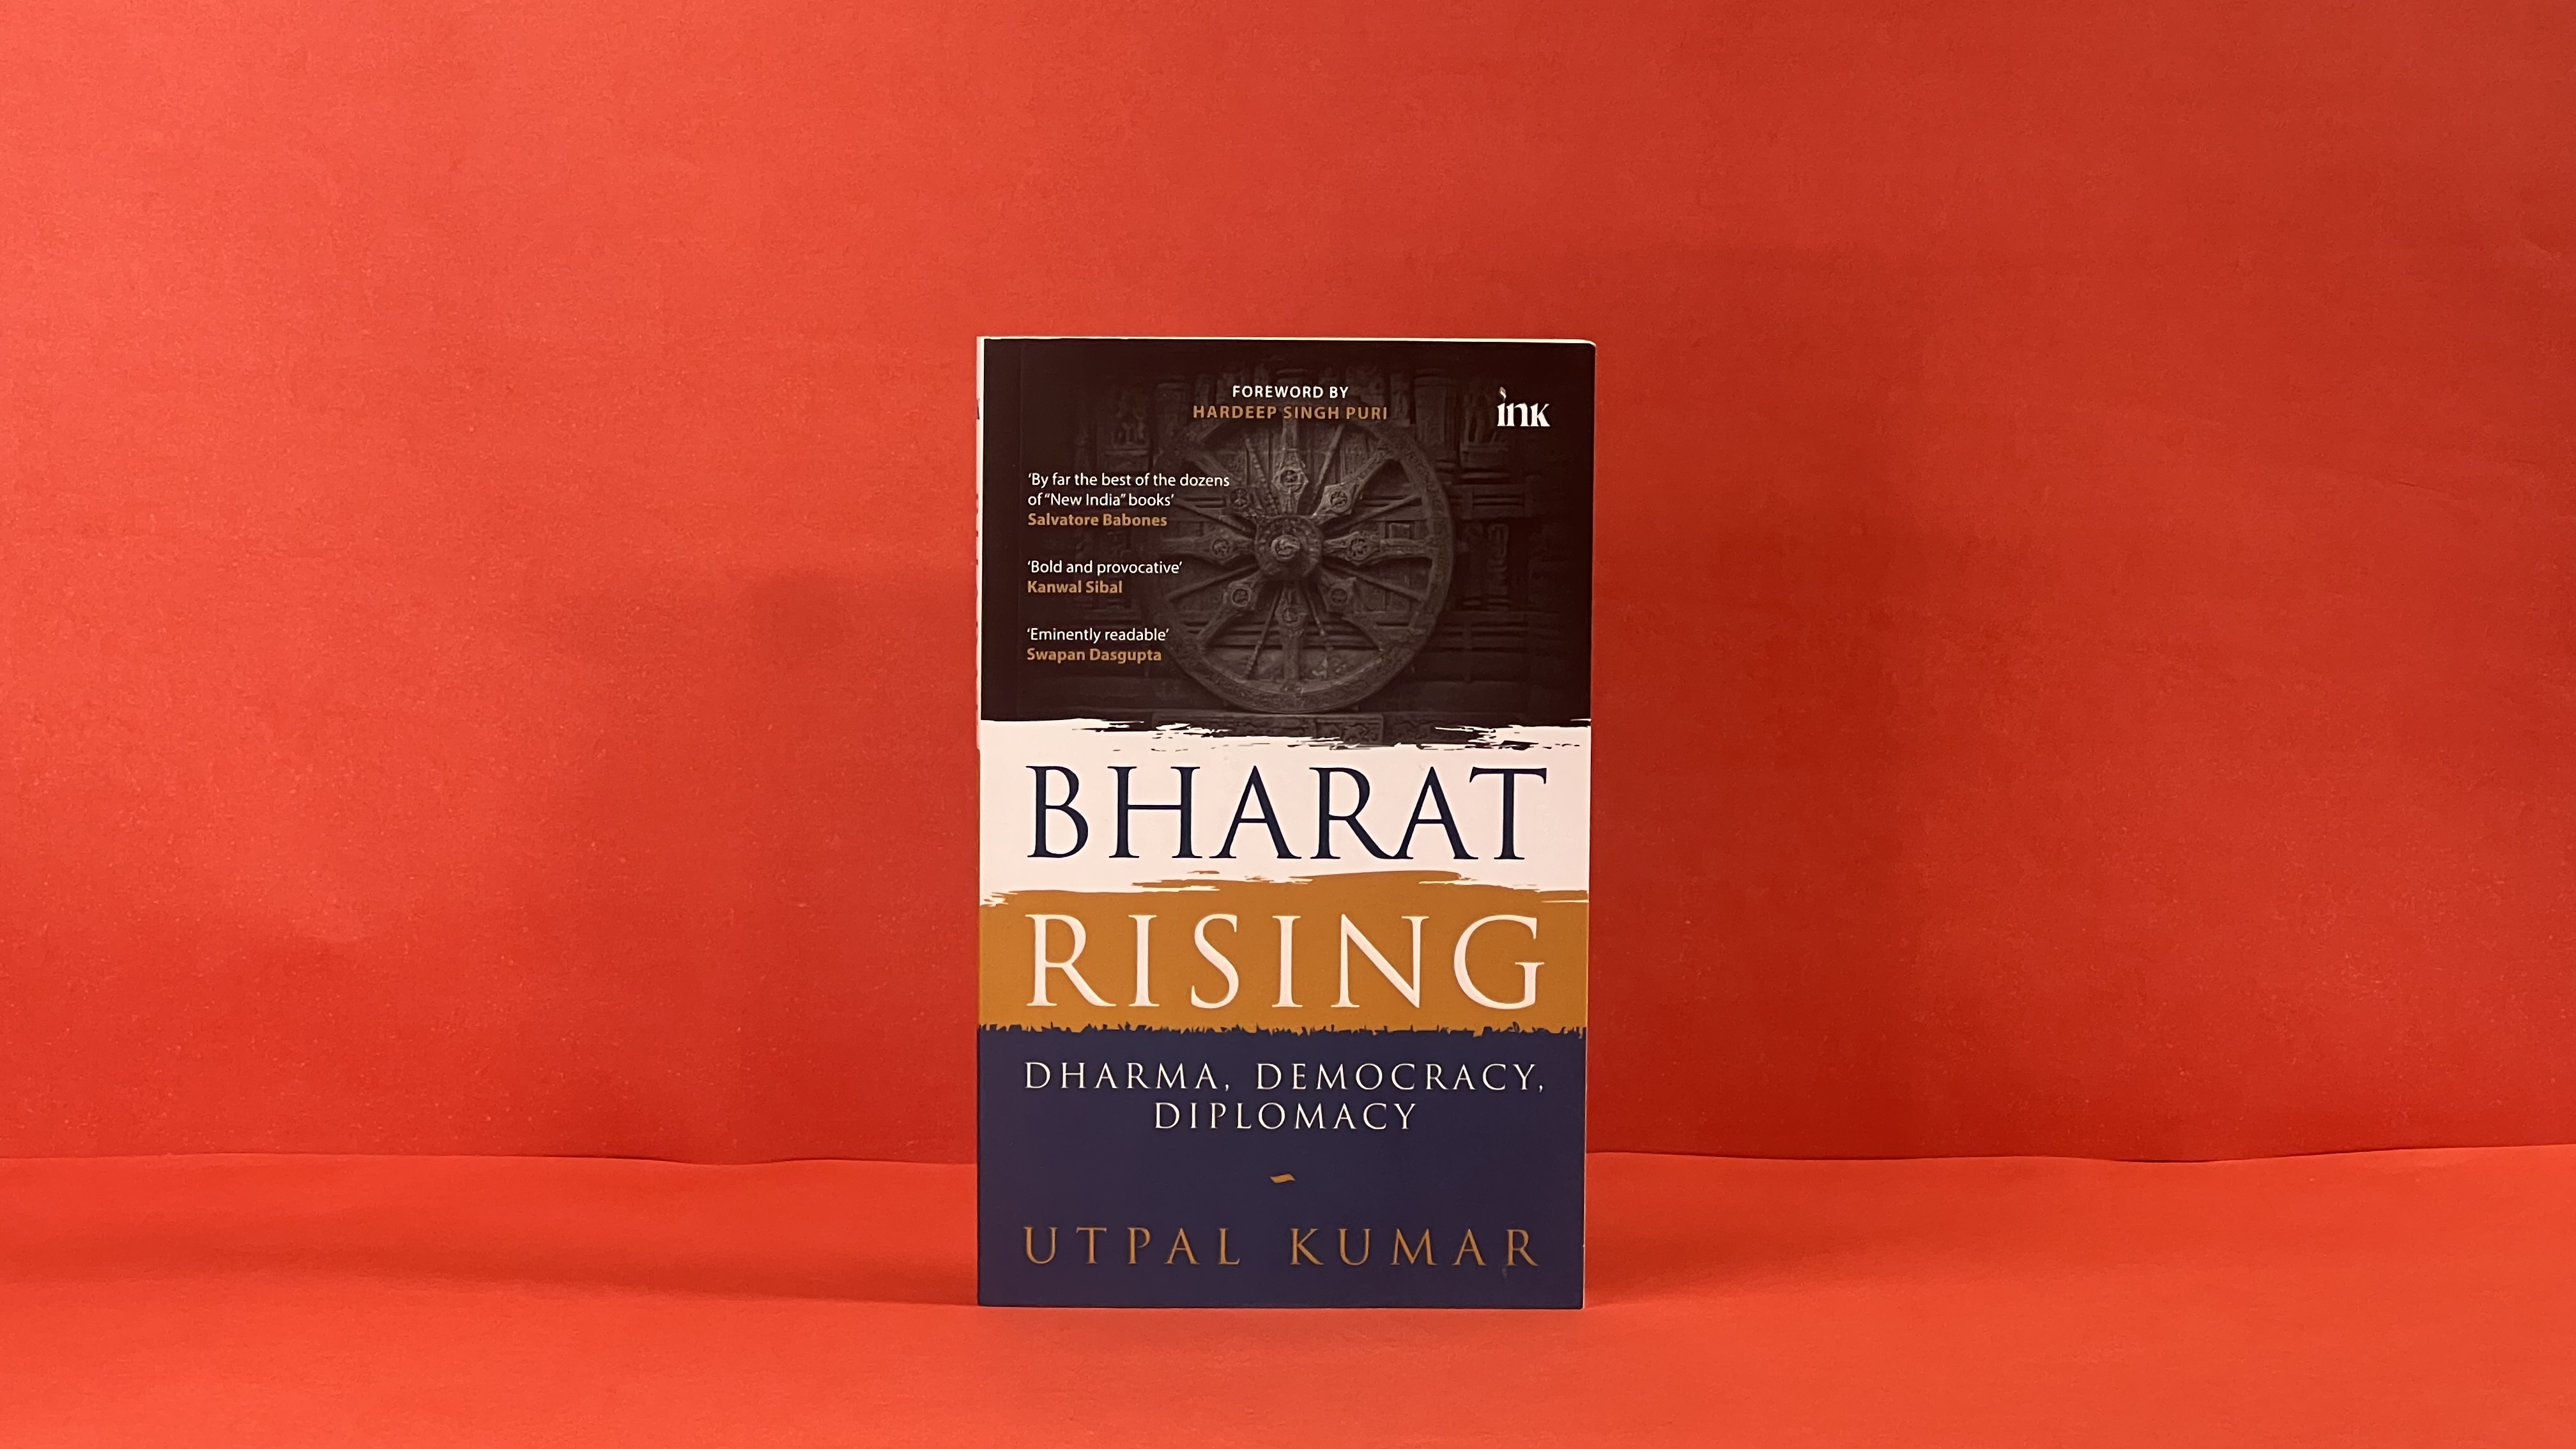 FOREWORD BY
HARDEEP SINGH PURI
ink
‘By far the best of the dozens
of “New India” books’
Salvatore Babones
‘Bold and provocative’
Kanwal Sibal
‘Eminently readable’
Swapan Dasgupta
BHARAT
RISING
DHARMA, DEMOCRACY,
DIPLOMACY
UTPAL KUMAR